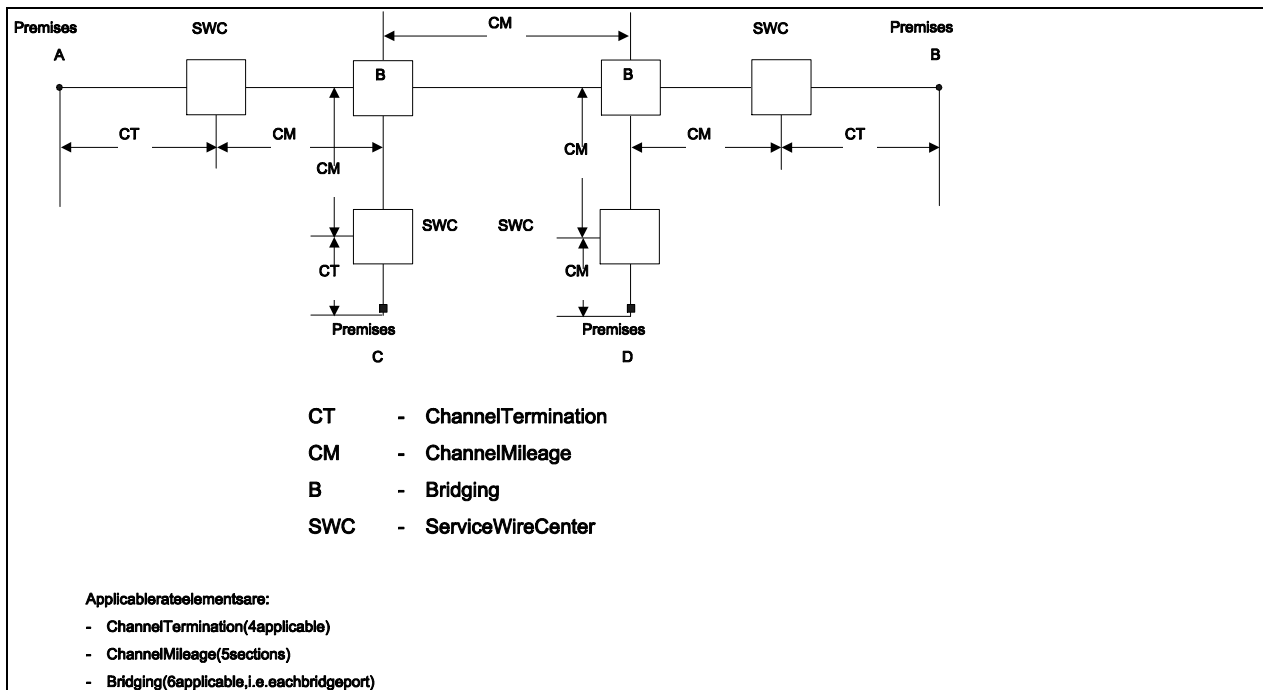 CM
Premises SWC SWC Premises
A B B B
CT CM CM CT
CM CM
SWC SWC
CT CM
Premises Premises
C D
CT - ChannelTermination
CM - ChannelMileage
B - Bridging
SWC - ServiceWireCenter
Applicablerateelementsare:
- ChannelTermination(4applicable)
- ChannelMileage(5sections)
- Bridging(6applicable,i.e.eachbridgeport)